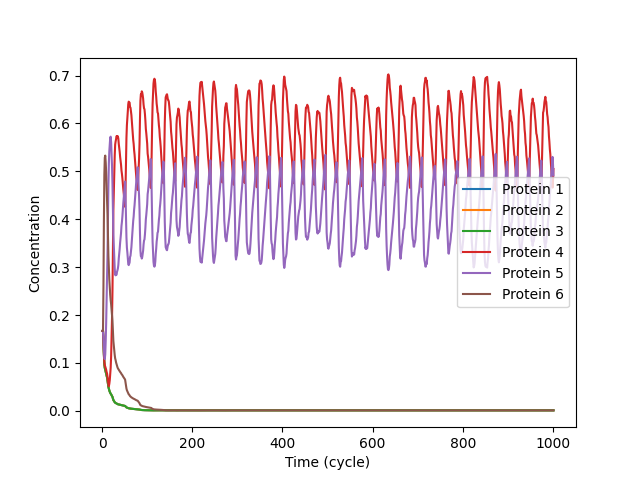 0.7
0.6
0.5
0.4
0.3
0.2
0.1
0.0
Concentration
0
200
400
600
800
1000
Time (cycle)
Protein 1
Protein 2
Protein 3
Protein 4
Protein 5
Protein 6